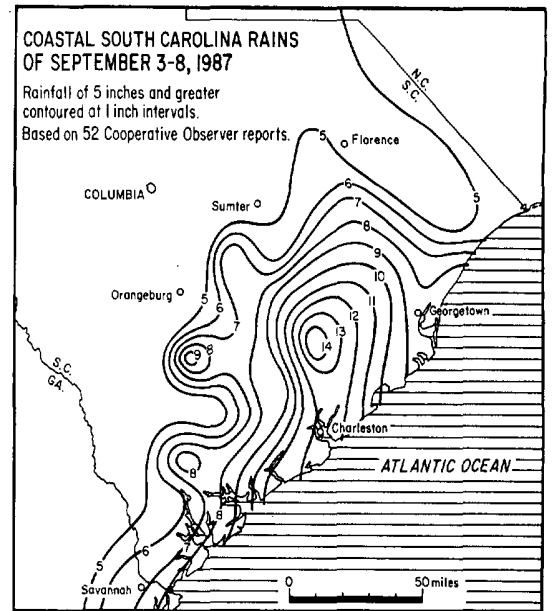 COASTAL SOUTH CAROLINA RAINS
OF SEPTEMBER 3-8, 1987
Rainfall of 5 inches and greater
contoured at 1 inch intervals.
Based on 52 Cooperative Observer reports.
N.C.
S.C.
5
Florence
COLUMBIA
6
Sumter
7
5
8
9
10
Orangeburg
5
6
11
7
12
Georgetown
13
9
8
14
S.C.
GA.
Charleston
8
ATLANTIC OCEAN
8
7
6
5
Savannah
0
50 miles